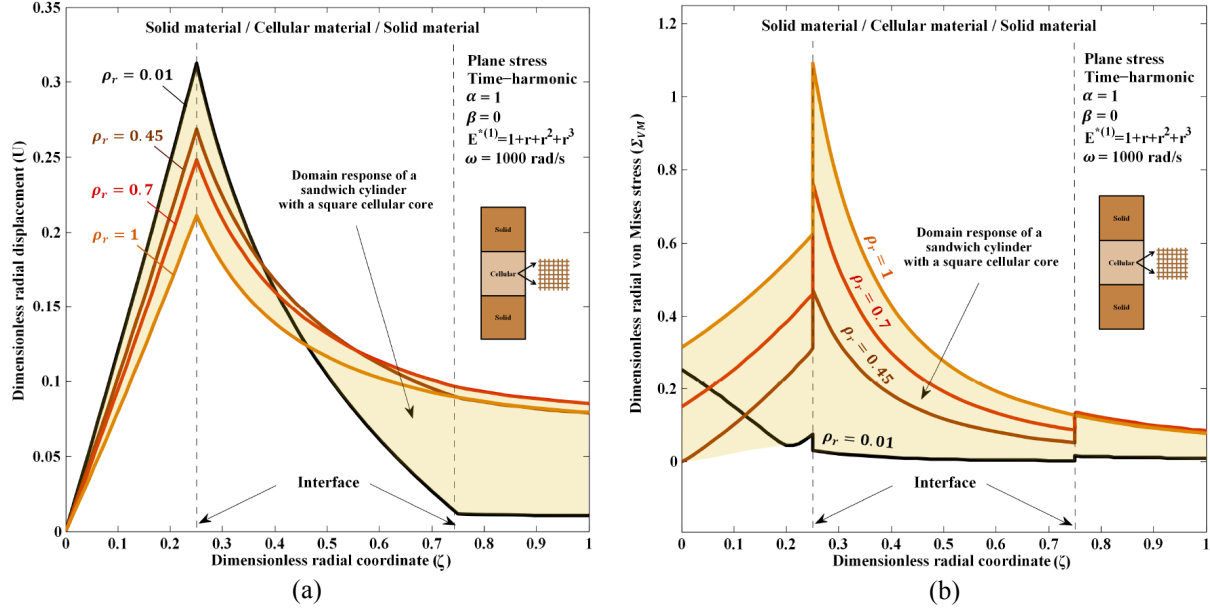 Solid material / Cellular material / Solid material
ρr = 0.01
ρr = 0.45
ρr = 0.7
ρr = 1
Plane stress
Time−harmonic
α = 1
β = 0
E*(1)=1+r+r²+r³
ω = 1000 rad/s
Domain response of a
sandwich cylinder
with a square cellular core
Solid
Cellular
Solid
Interface
0.35
0.3
0.25
0.2
0.15
0.1
0.05
0
Dimensionless radial displacement (U)
0 0.1 0.2 0.3 0.4 0.5 0.6 0.7 0.8 0.9 1
Dimensionless radial coordinate (ζ)
(a)
Solid material / Cellular material / Solid material
Plane stress
Time−harmonic
α = 1
β = 0
E*(1)=1+r+r²+r³
ω = 1000 rad/s
Domain response of a
sandwich cylinder
with a square cellular core
ρr = 1
ρr = 0.7
ρr = 0.45
ρr = 0.01
Solid
Cellular
Solid
Interface
1.2
1
0.8
0.6
0.4
0.2
0
Dimensionless radial von Mises stress (ΣVM)
0 0.1 0.2 0.3 0.4 0.5 0.6 0.7 0.8 0.9 1
Dimensionless radial coordinate (ζ)
(b)